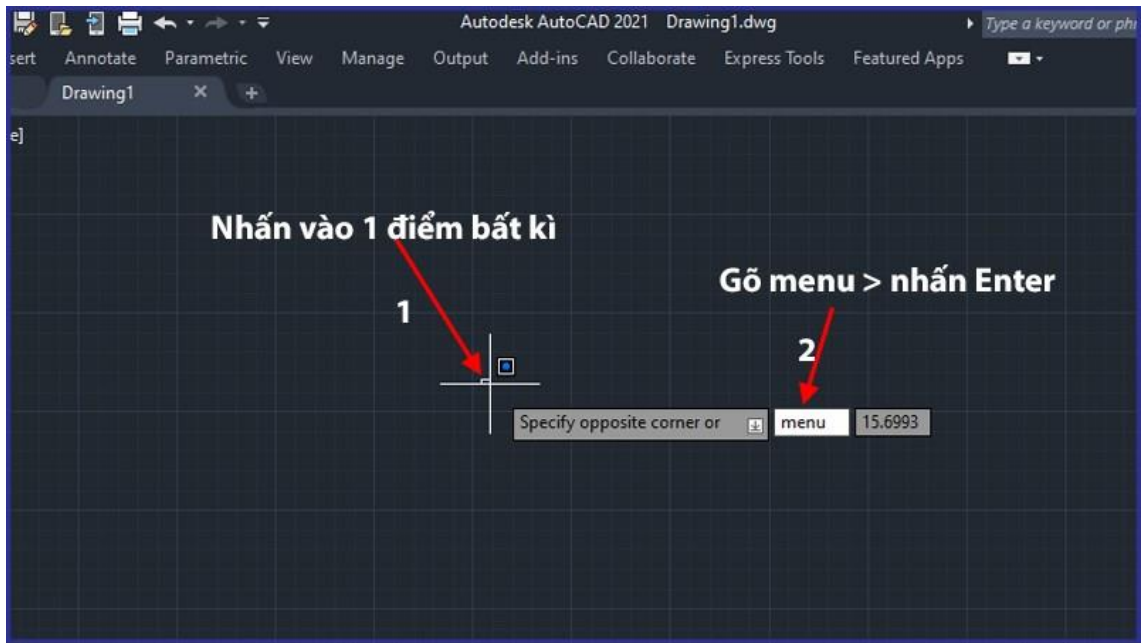 Autodesk AutoCAD 2021 Drawing1.dwg Type a keyword or phr
sert Annotate Parametric View Manage Output Add-ins Collaborate Express Tools Featured Apps
Drawing1
e]
Nhấn vào 1 điểm bất kì
Gõ menu > nhấn Enter
1
2
Specify opposite corner or menu 15.6993